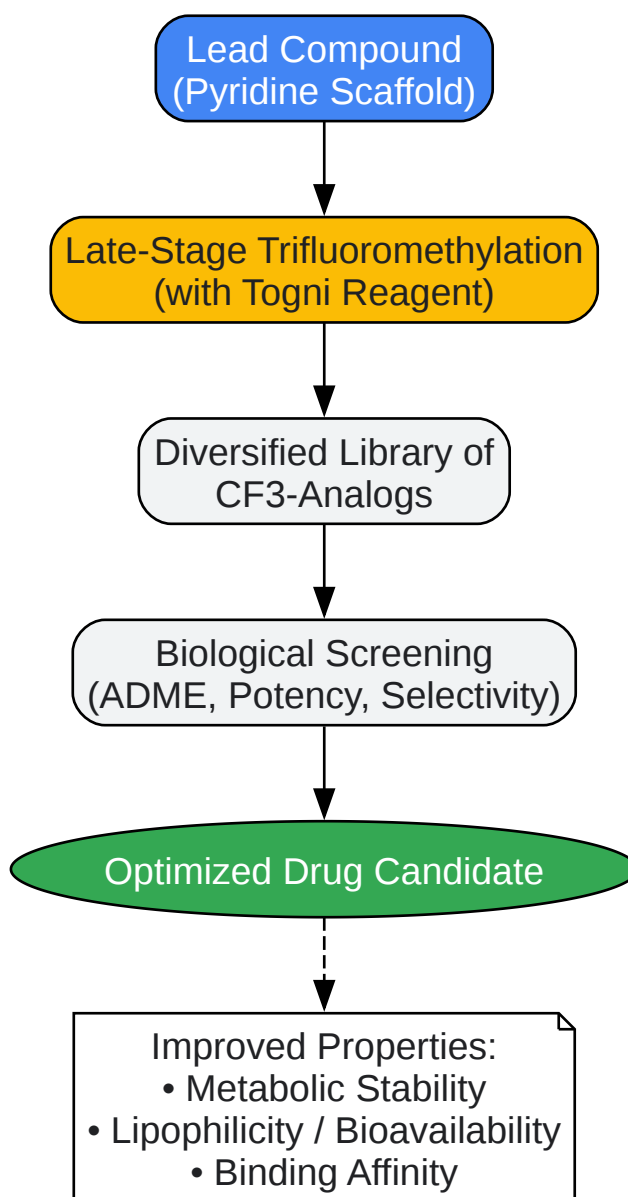 Lead Compound
(Pyridine Scaffold)
Late-Stage Trifluoromethylation
(with Togni Reagent)
Diversified Library of
CF3-Analogs
Biological Screening
(ADME, Potency, Selectivity)
Optimized Drug Candidate
Improved Properties:
• Metabolic Stability
• Lipophilicity / Bioavailability
• Binding Affinity